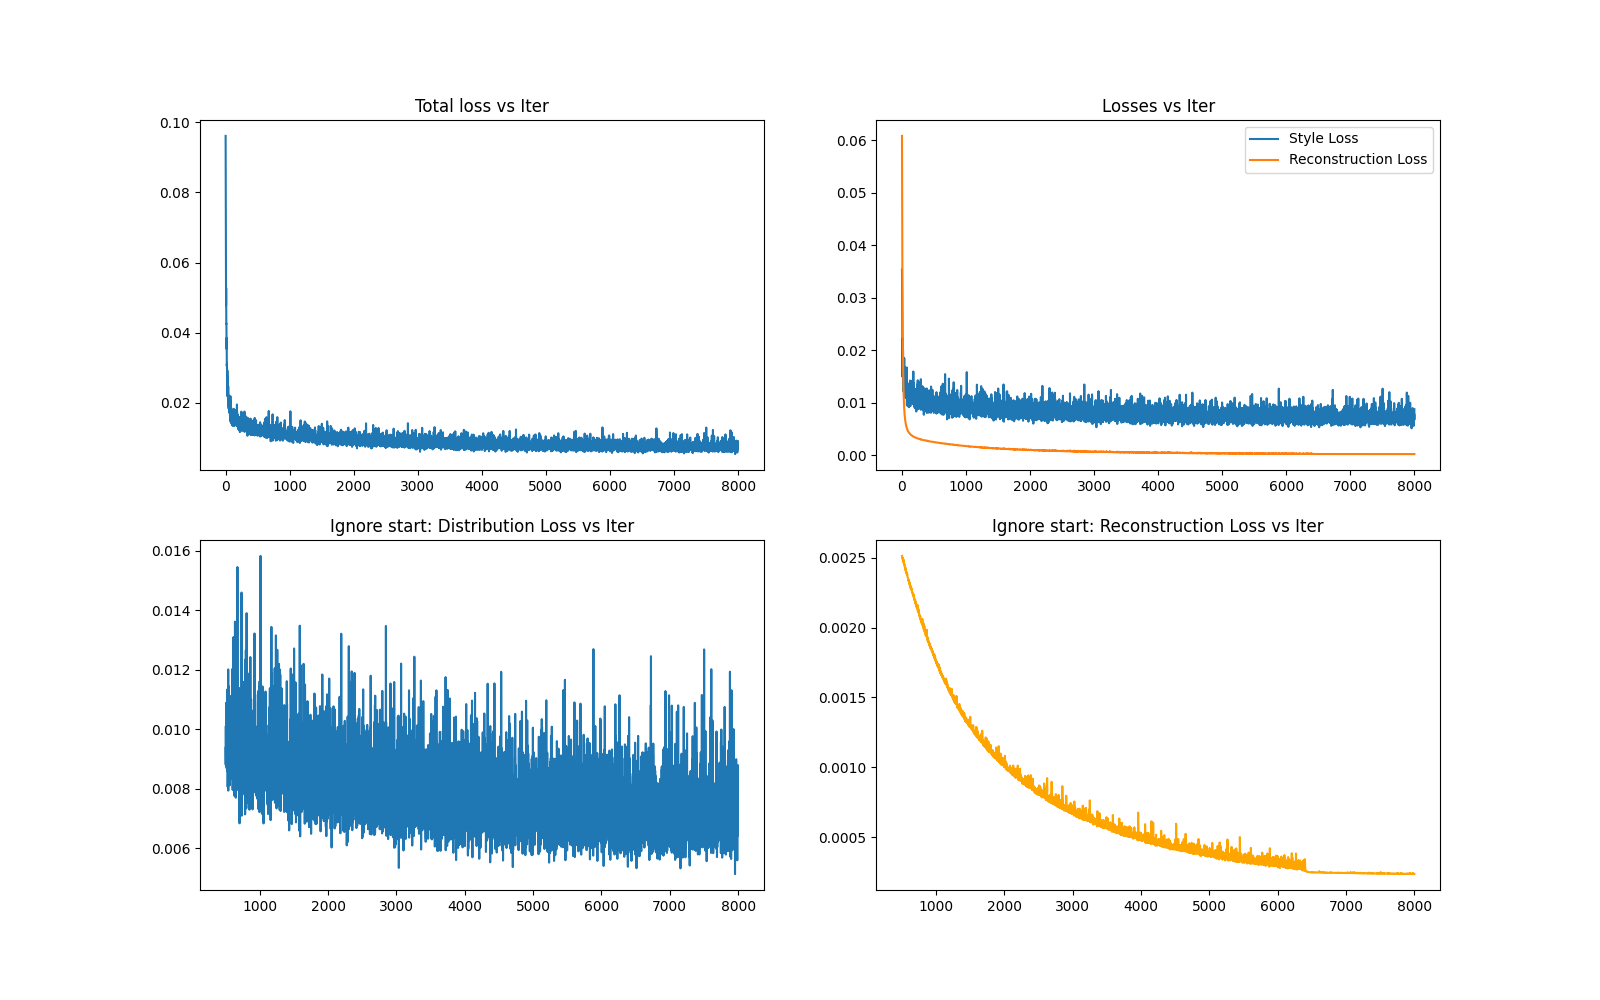 Total loss vs Iter
0.10
0.08
0.06
0.04
0.02
0 1000 2000 3000 4000 5000 6000 7000 8000
Losses vs Iter
Style Loss
Reconstruction Loss
0.06
0.05
0.04
0.03
0.02
0.01
0.00
0 1000 2000 3000 4000 5000 6000 7000 8000
Ignore start: Distribution Loss vs Iter
0.016
0.014
0.012
0.010
0.008
0.006
1000 2000 3000 4000 5000 6000 7000 8000
Ignore start: Reconstruction Loss vs Iter
0.0025
0.0020
0.0015
0.0010
0.0005
1000 2000 3000 4000 5000 6000 7000 8000